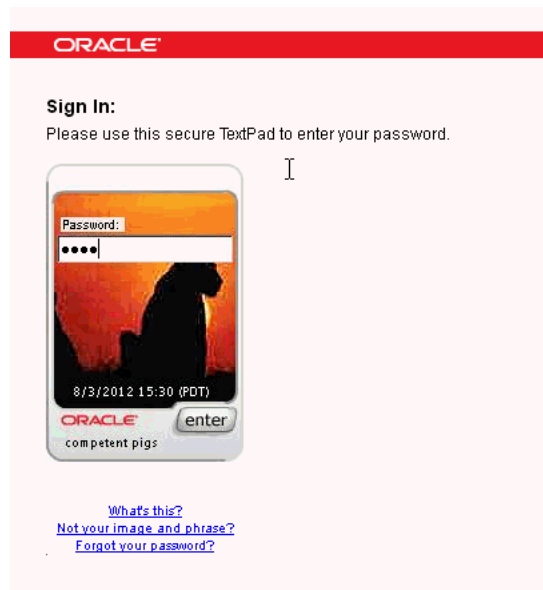 ORACLE
Sign In:
Please use this secure TextPad to enter your password.
Password:
••••
8/3/2012 15:30 (PDT)
ORACLE
enter
competent pigs
What's this?
Not your image and phrase?
Forgot your password?